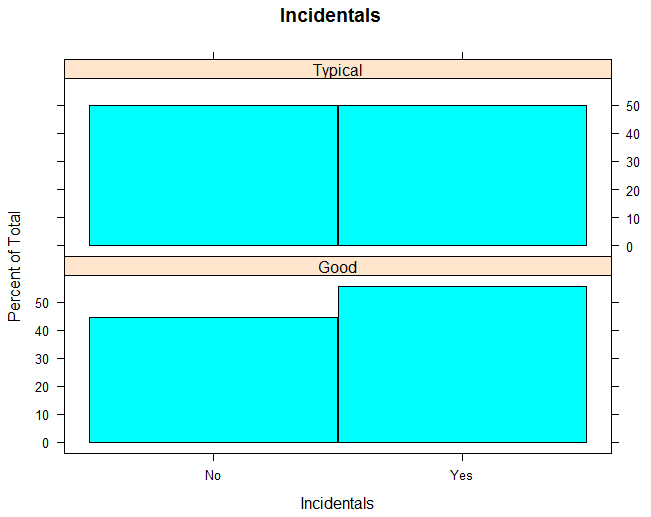 Incidentals
Typical
50
40
30
20
10
0
Percent of Total
Good
50
40
30
20
10
0
No Yes
Incidentals